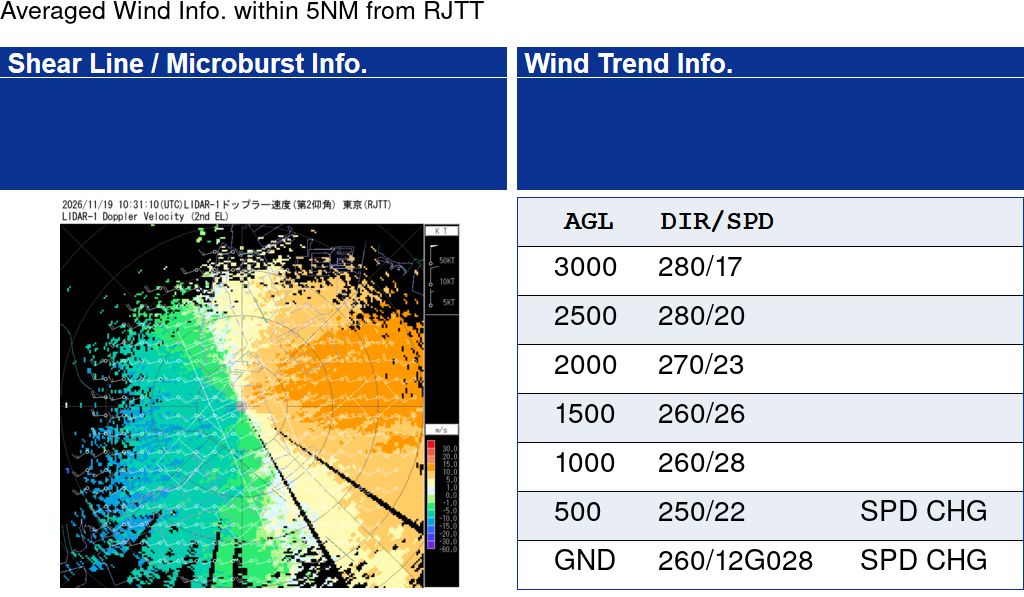 Averaged Wind Info. within 5NM from RJTT
Shear Line / Microburst Info.
Wind Trend Info.
2026/11/19 10:31:10(UTC)LIDAR-1ドップラー速度(第2仰角) 東京(RJTT)
LIDAR-1 Doppler Velocity (2nd EL)
K T
50KT
10KT
5KT
m/s
30.0
20.0
15.0
10.0
5.0
1.0
0.0
-1.0
-5.0
-10.0
-15.0
-20.0
-30.0
-60.0
AGL DIR/SPD
3000 280/17
2500 280/20
2000 270/23
1500 260/26
1000 260/28
500 250/22 SPD CHG
GND 260/12G028 SPD CHG